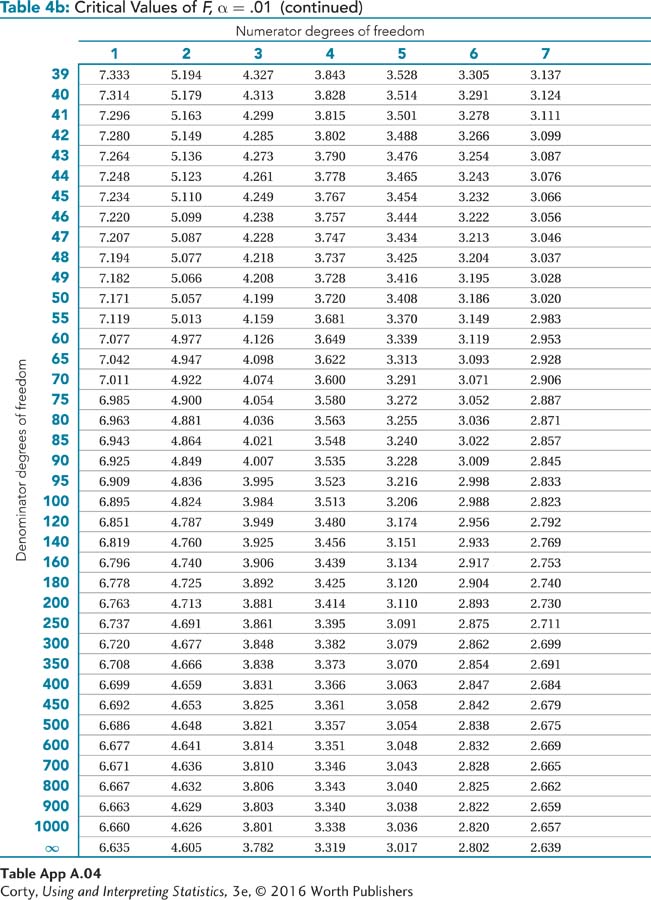 Table 4b: Critical Values of F, α = .01 (continued)
Numerator degrees of freedom
1 2 3 4 5 6 7
Denominator degrees of freedom
39 7.333 5.194 4.327 3.843 3.528 3.305 3.137
40 7.314 5.179 4.313 3.828 3.514 3.291 3.124
41 7.296 5.163 4.299 3.815 3.501 3.278 3.111
42 7.280 5.149 4.285 3.802 3.488 3.266 3.099
43 7.264 5.136 4.273 3.790 3.476 3.254 3.087
44 7.248 5.123 4.261 3.778 3.465 3.243 3.076
45 7.234 5.110 4.249 3.767 3.454 3.232 3.066
46 7.220 5.099 4.238 3.757 3.444 3.222 3.056
47 7.207 5.087 4.228 3.747 3.434 3.213 3.046
48 7.194 5.077 4.218 3.737 3.425 3.204 3.037
49 7.182 5.066 4.208 3.728 3.416 3.195 3.028
50 7.171 5.057 4.199 3.720 3.408 3.186 3.020
55 7.119 5.013 4.159 3.681 3.370 3.149 2.983
60 7.077 4.977 4.126 3.649 3.339 3.119 2.953
65 7.042 4.947 4.098 3.622 3.313 3.093 2.928
70 7.011 4.922 4.074 3.600 3.291 3.071 2.906
75 6.985 4.900 4.054 3.580 3.272 3.052 2.887
80 6.963 4.881 4.036 3.563 3.255 3.036 2.871
85 6.943 4.864 4.021 3.548 3.240 3.022 2.857
90 6.925 4.849 4.007 3.535 3.228 3.009 2.845
95 6.909 4.836 3.995 3.523 3.216 2.998 2.833
100 6.895 4.824 3.984 3.513 3.206 2.988 2.823
120 6.851 4.787 3.949 3.480 3.174 2.956 2.792
140 6.819 4.760 3.925 3.456 3.151 2.933 2.769
160 6.796 4.740 3.906 3.439 3.134 2.917 2.753
180 6.778 4.725 3.892 3.425 3.120 2.904 2.740
200 6.763 4.713 3.881 3.414 3.110 2.893 2.730
250 6.737 4.691 3.861 3.395 3.091 2.875 2.711
300 6.720 4.677 3.848 3.382 3.079 2.862 2.699
350 6.708 4.666 3.838 3.373 3.070 2.854 2.691
400 6.699 4.659 3.831 3.366 3.063 2.847 2.684
450 6.692 4.653 3.825 3.361 3.058 2.842 2.679
500 6.686 4.648 3.821 3.357 3.054 2.838 2.675
600 6.677 4.641 3.814 3.351 3.048 2.832 2.669
700 6.671 4.636 3.810 3.346 3.043 2.828 2.665
800 6.667 4.632 3.806 3.343 3.040 2.825 2.662
900 6.663 4.629 3.803 3.340 3.038 2.822 2.659
1000 6.660 4.626 3.801 3.338 3.036 2.820 2.657
∞ 6.635 4.605 3.782 3.319 3.017 2.802 2.639
Table App A.04
Corty, Using and Interpreting Statistics, 3e, © 2016 Worth Publishers